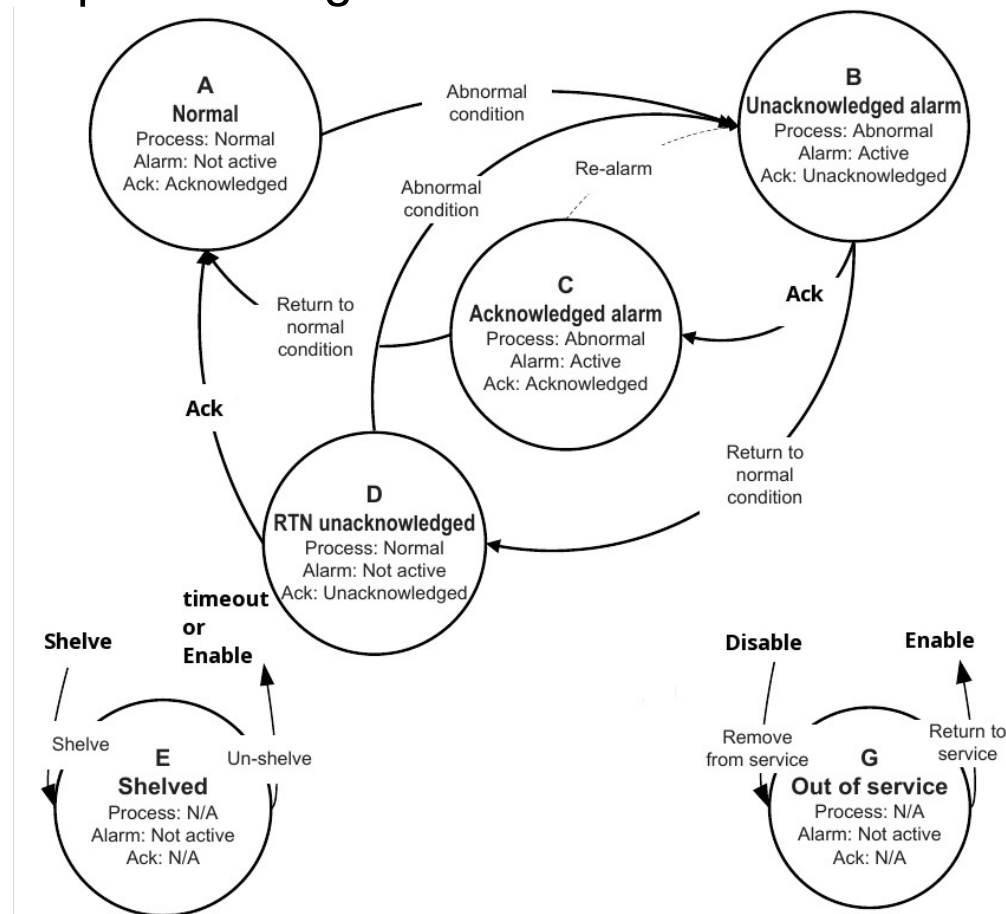 A
Normal
Process: Normal
Alarm: Not active
Ack: Acknowledged
Abnormal
condition
B
Unacknowledged alarm
Process: Abnormal
Alarm: Active
Ack: Unacknowledged
Re-alarm
Abnormal
condition
C
Acknowledged alarm
Process: Abnormal
Alarm: Active
Ack: Acknowledged
Ack
Return to
normal
condition
Ack
Return to
normal
condition
D
RTN unacknowledged
Process: Normal
Alarm: Not active
Ack: Unacknowledged
timeout
or
Enable
Shelve
Shelve
Un-shelve
E
Shelved
Process: N/A
Alarm: Not active
Ack: N/A
Disable
Enable
Remove
from service
Return to
service
G
Out of service
Process: N/A
Alarm: Not active
Ack: N/A